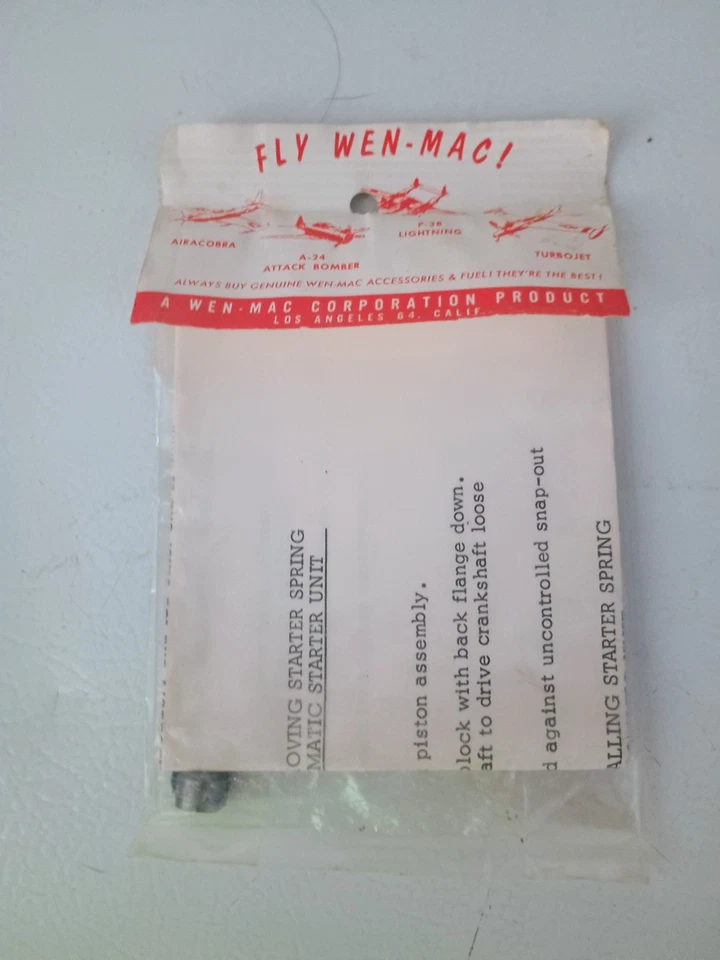 FLY WEN-MAC!
AIRACOBRA
A-24
ATTACK BOMBER
P-38
LIGHTNING
TURBOJET
ALWAYS BUY GENUINE WEN-MAC ACCESSORIES & FUEL! THEY'RE THE BEST!
A WEN-MAC CORPORATION PRODUCT
LOS ANGELES 64, CALIF.
OVING STARTER SPRING
MATIC STARTER UNIT
piston assembly.
lock with back flange down.
aft to drive crankshaft loose
d against uncontrolled snap-out
ALLING STARTER SPRING